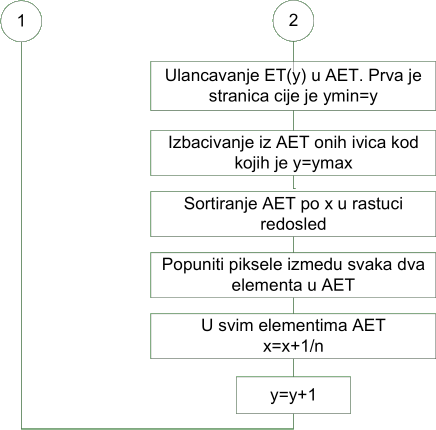 1
2
Ulancavanje ET(y) u AET. Prva je
stranica cije je ymin=y
Izbacivanje iz AET onih ivica kod
kojih je y=ymax
Sortiranje AET po x u rastuci
redosled
Popuniti piksele izmedu svaka dva
elementa u AET
U svim elementima AET
x=x+1/n
y=y+1